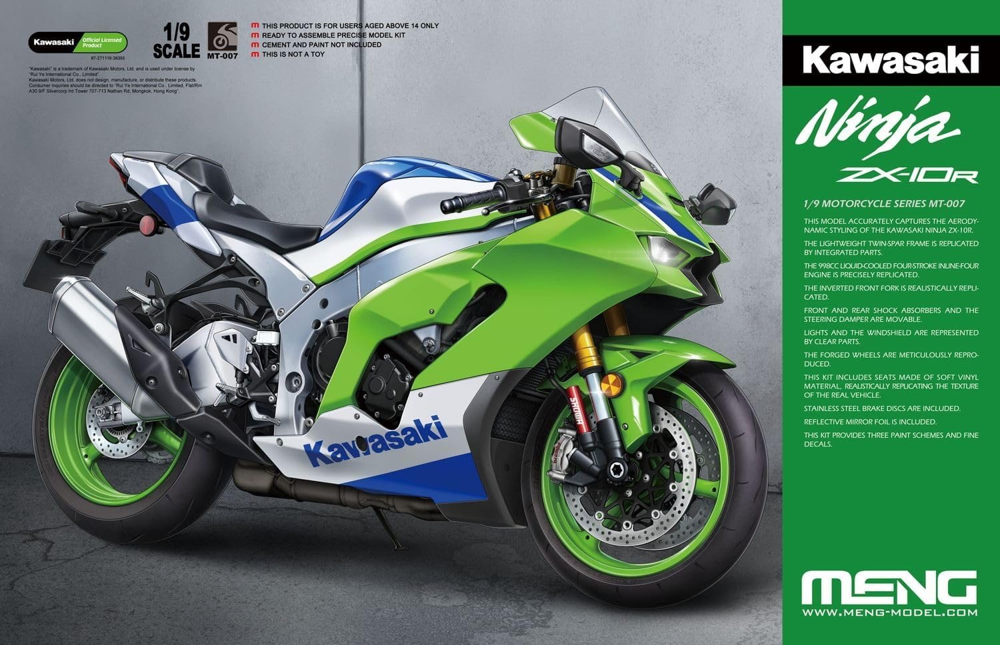 Kawasaki
Official Licensed
Product
87-271118-38355
1/9
SCALE
MT-007
THIS PRODUCT IS FOR USERS AGED ABOVE 14 ONLY
READY TO ASSEMBLE PRECISE MODEL KIT
CEMENT AND PAINT NOT INCLUDED
THIS IS NOT A TOY
"Kawasaki" is a trademark of Kawasaki Motors, Ltd. and is used under license by
"Rui Ye International Co., Limited".
Kawasaki Motors, Ltd. does not design, manufacture, or distribute these products.
Consumer inquiries should be directed to "Rui Ye International Co., Limited, Flat/Rm
A30 9/F Silvercorp Int Tower 707-713 Nathan Rd, Mongkok, Hong Kong".
Kawasaki
Kawasaki
SHOWA
brembo
Kawasaki
Ninja
ZX-10R
1/9 MOTORCYCLE SERIES MT-007
THIS MODEL ACCURATELY CAPTURES THE AERODY-
NAMIC STYLING OF THE KAWASAKI NINJA ZX-10R.
THE LIGHTWEIGHT TWIN-SPAR FRAME IS REPLICATED
BY INTEGRATED PARTS.
THE 998CC LIQUID-COOLED FOUR-STROKE INLINE-FOUR
ENGINE IS PRECISELY REPLICATED.
THE INVERTED FRONT FORK IS REALISTICALLY REPLI-
CATED.
FRONT AND REAR SHOCK ABSORBERS AND THE
STEERING DAMPER ARE MOVABLE.
LIGHTS AND THE WINDSHIELD ARE REPRESENTED
BY CLEAR PARTS.
THE FORGED WHEELS ARE METICULOUSLY REPRO-
DUCED.
THIS KIT INCLUDES SEATS MADE OF SOFT VINYL
MATERIAL, REALISTICALLY REPLICATING THE TEXTURE
OF THE REAL VEHICLE.
STAINLESS STEEL BRAKE DISCS ARE INCLUDED.
REFLECTIVE MIRROR FOIL IS INCLUDED.
THIS KIT PROVIDES THREE PAINT SCHEMES AND FINE
DECALS.
MENG
WWW.MENG-MODEL.COM